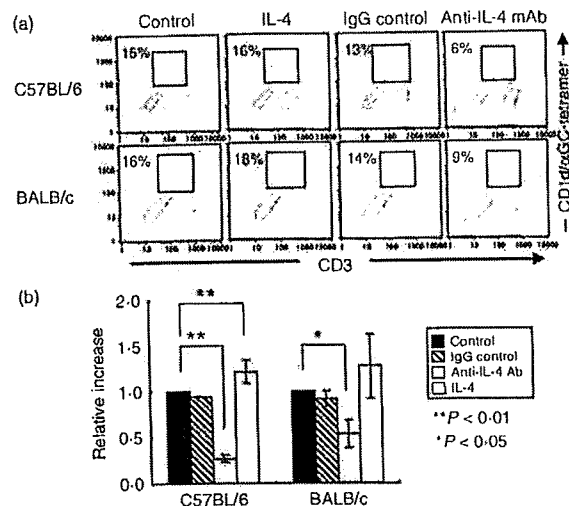 (a)
Control IL-4 IgG control Anti-IL-4 mAb
C57BL/6
15% 16% 13% 6%
BALB/c
16% 18% 14% 9%
CD1d/αGC-tetramer
CD3
(b)
Relative increase
2·0
1·5
1·0
0·5
0·0
** ** *
C57BL/6 BALB/c
Control
IgG control
Anti-IL-4 Ab
IL-4
**P < 0·01
*P < 0·05